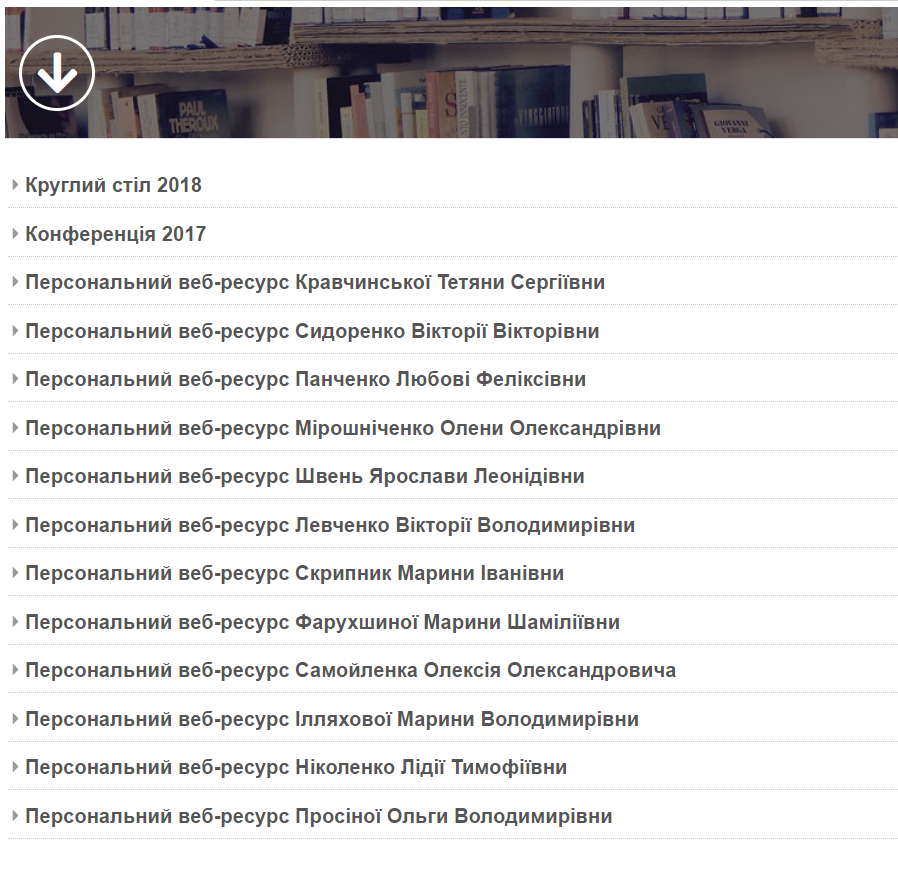 PAUL
THEROUX
VIAGGIATORI
VE
GIOVANNI
VERGA
Круглий стіл 2018
Конференція 2017
Персональний веб-ресурс Кравчинської Тетяни Сергіївни
Персональний веб-ресурс Сидоренко Вікторії Вікторівни
Персональний веб-ресурс Панченко Любові Феліксівни
Персональний веб-ресурс Мірошніченко Олени Олександрівни
Персональний веб-ресурс Швень Ярослави Леонідівни
Персональний веб-ресурс Левченко Вікторії Володимирівни
Персональний веб-ресурс Скрипник Марини Іванівни
Персональний веб-ресурс Фарухшиної Марини Шаміліївни
Персональний веб-ресурс Самойленка Олексія Олександровича
Персональний веб-ресурс Ілляхової Марини Володимирівни
Персональний веб-ресурс Ніколенко Лідії Тимофіївни
Персональний веб-ресурс Просіної Ольги Володимирівни